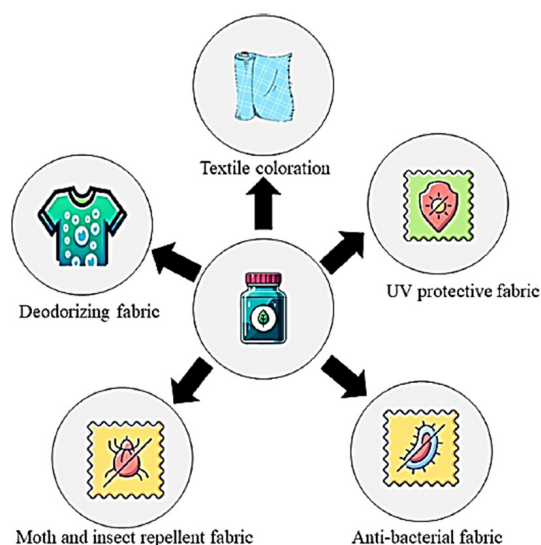 Textile coloration
UV protective fabric
Deodorizing fabric
Moth and insect repellent fabric
Anti-bacterial fabric